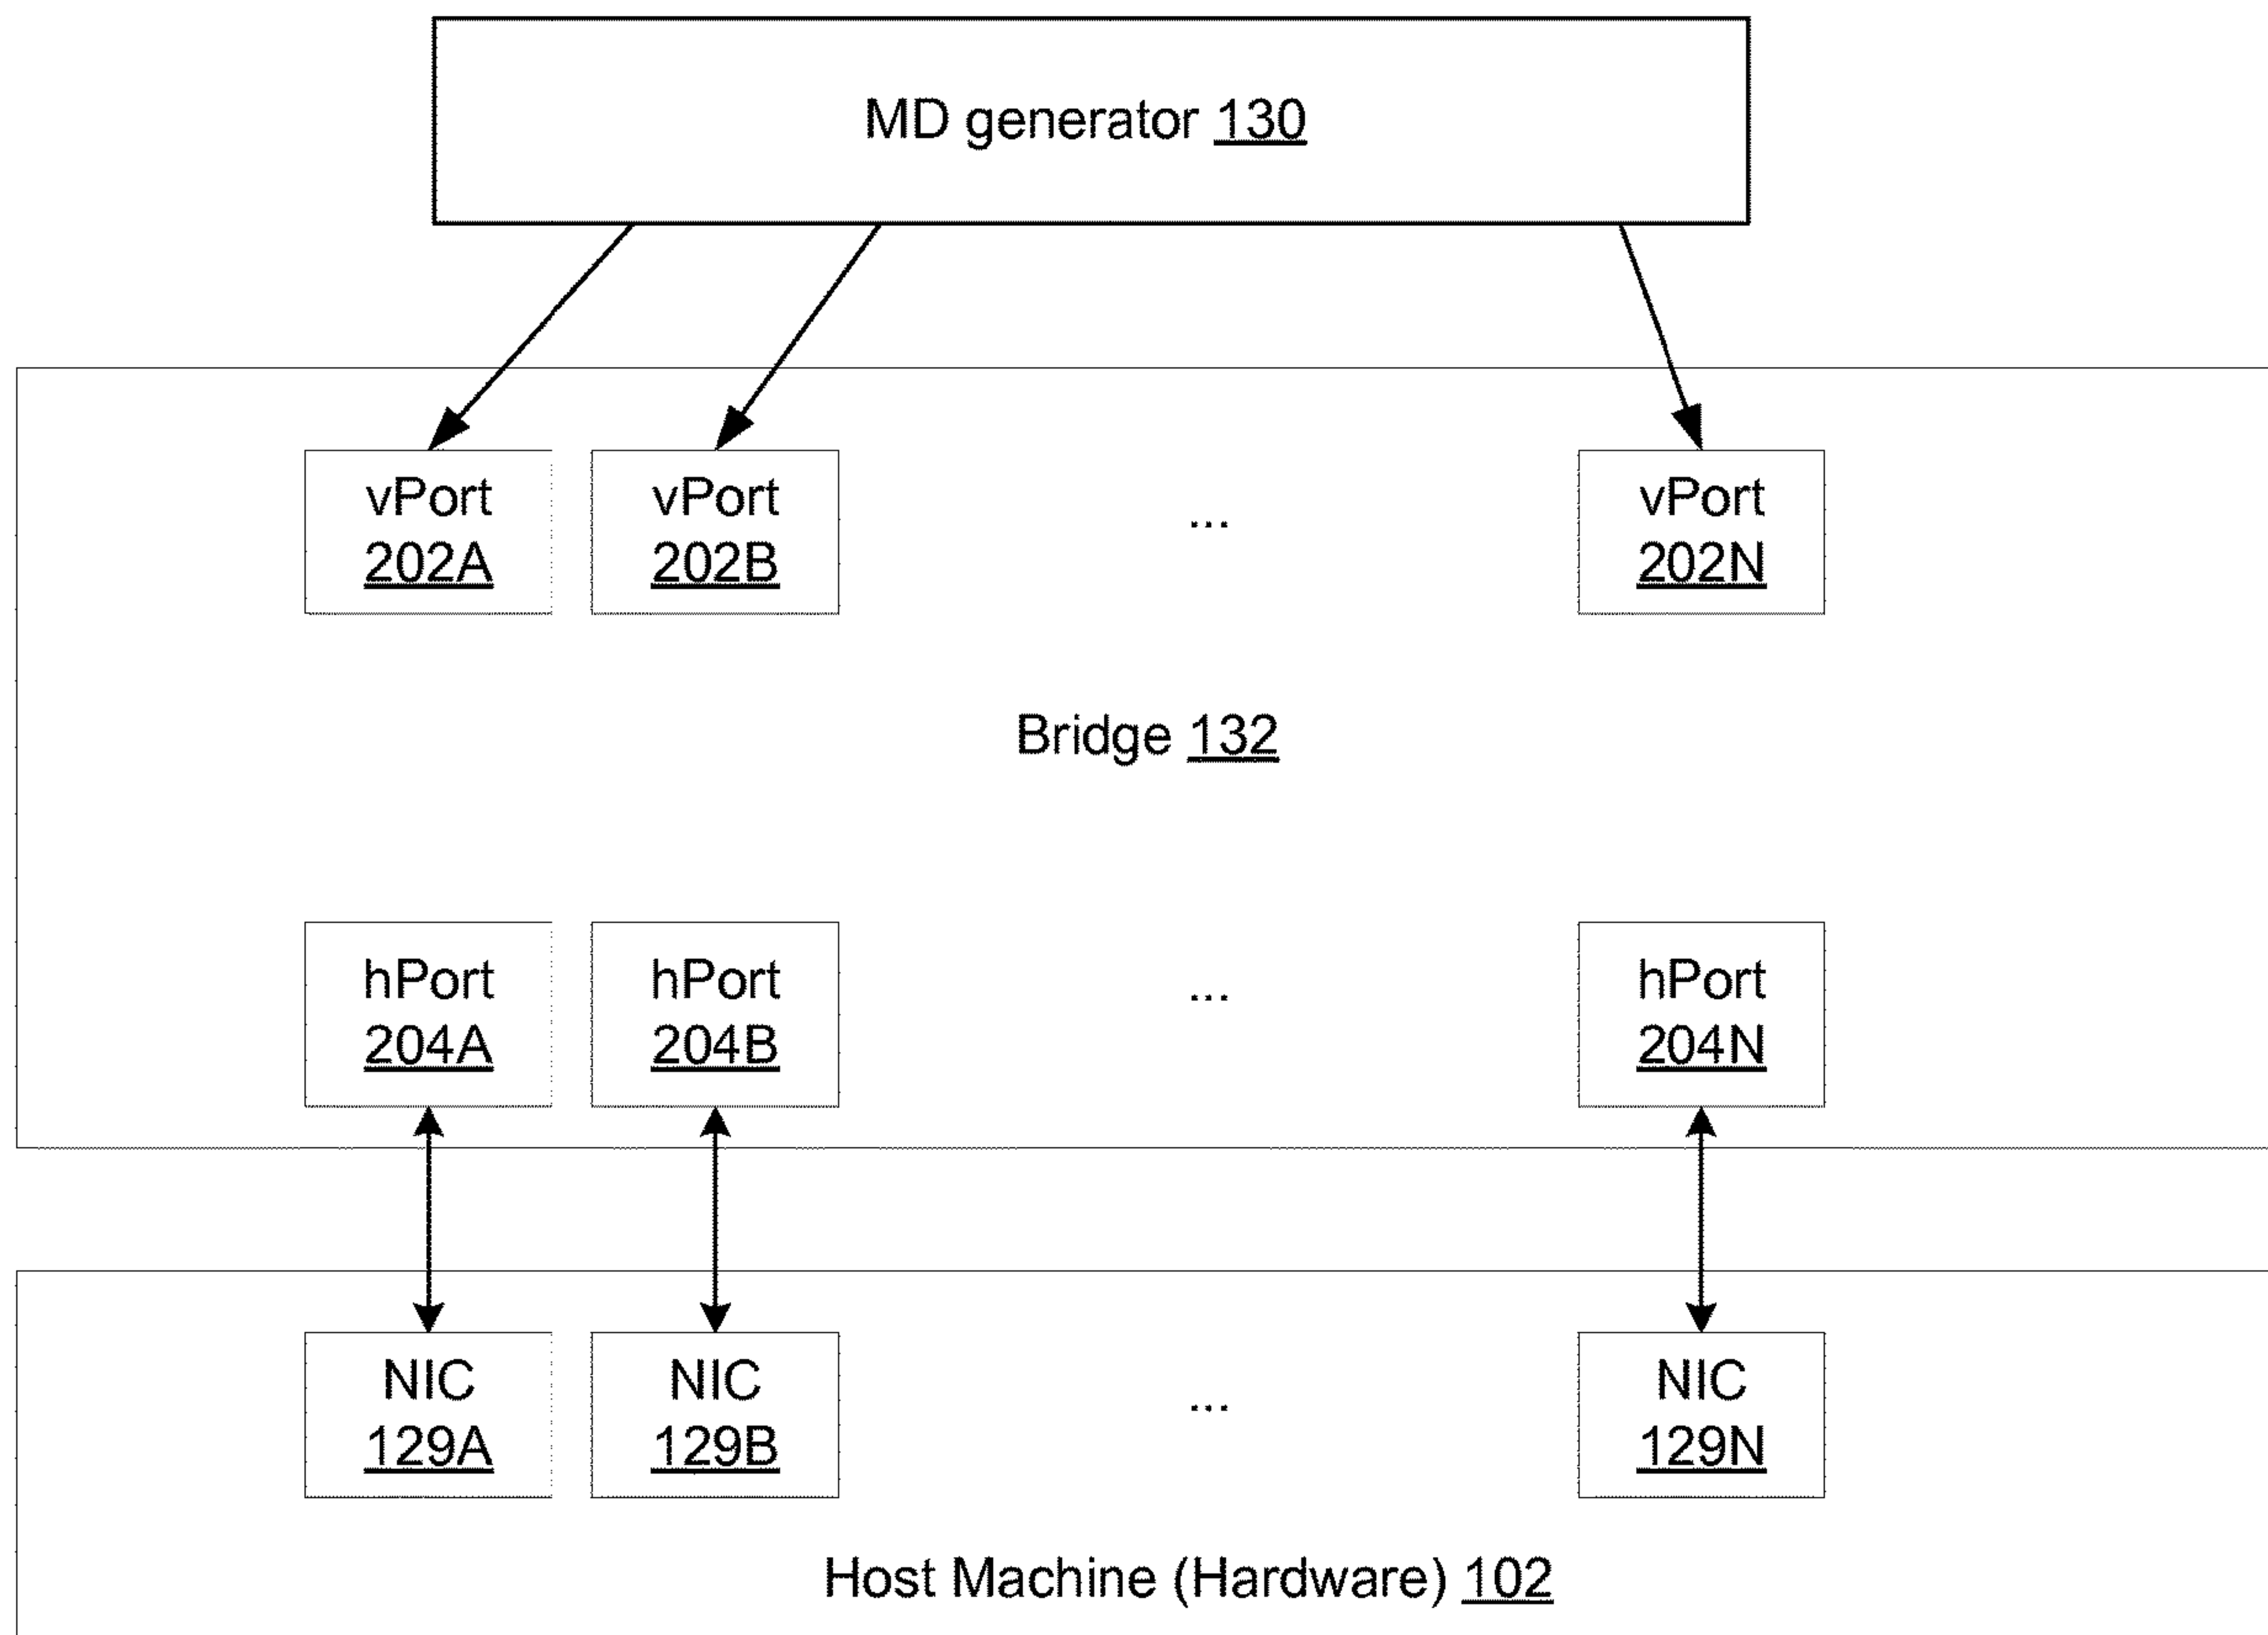 MD generator 130
vPort
202A
vPort
202B
...
vPort
202N
Bridge 132
hPort
204A
hPort
204B
...
hPort
204N
NIC
129A
NIC
129B
...
NIC
129N
Host Machine (Hardware) 102